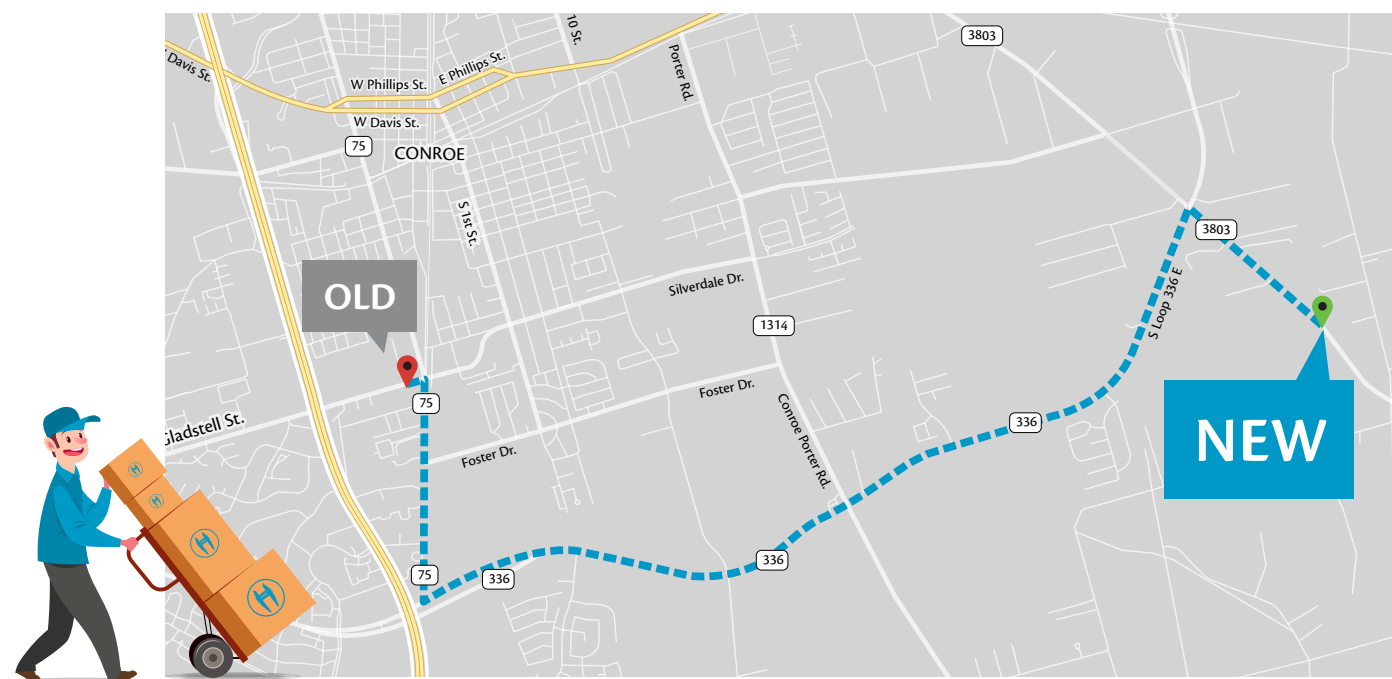 3803
10 St.
Davis St.
E Phillips St.
W Phillips St.
Porter Rd.
W Davis St.
75
CONROE
S 1st St.
3803
OLD
Silverdale Dr.
S Loop 336 E
1314
Foster Dr.
75
Gladstell St.
Conroe Porter Rd.
336
NEW
Foster Dr.
336
75
336